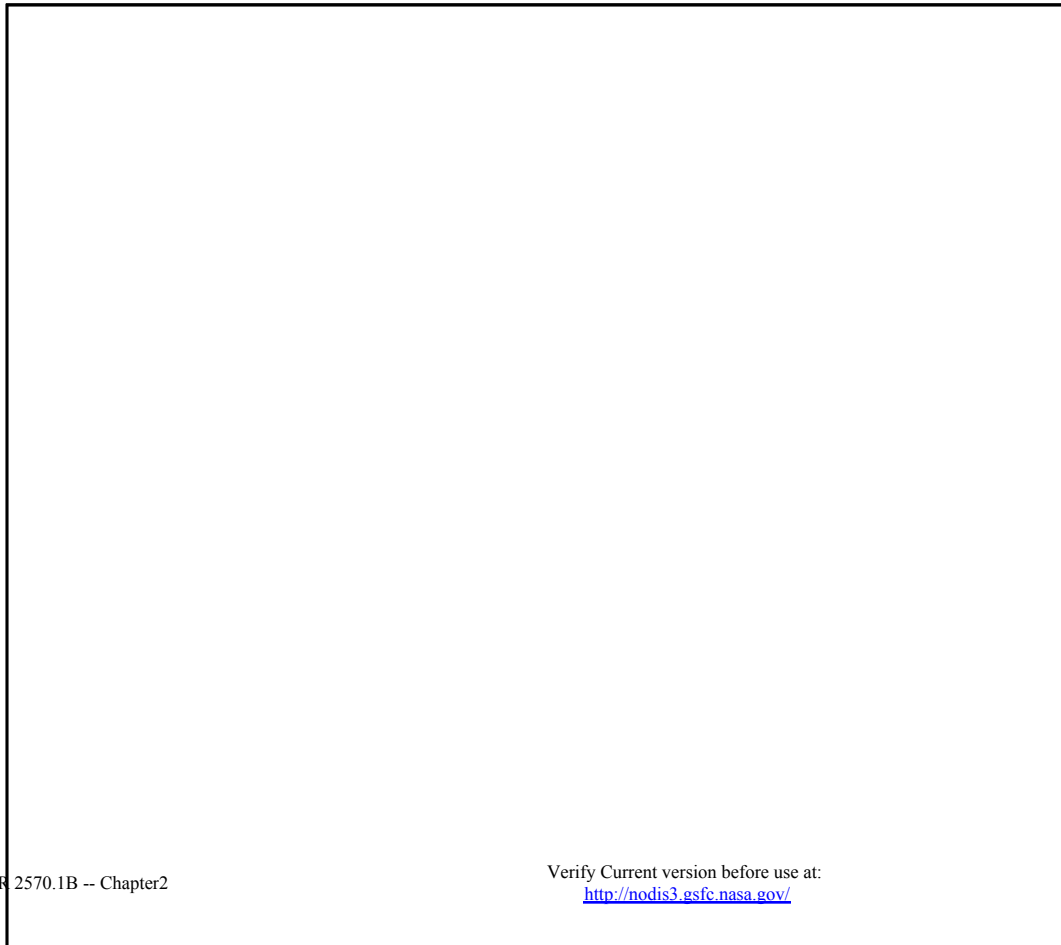 R 2570.1B -- Chapter2
Verify Current version before use at:
http://nodis3.gsfc.nasa.gov/